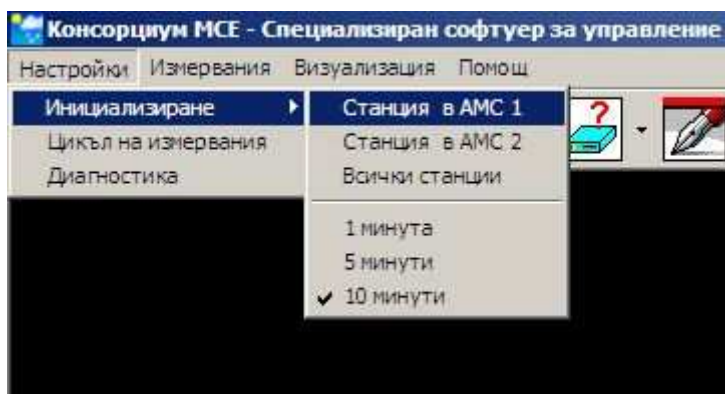 Консорциум МСЕ - Специализиран софтуер за управление
Настройки Измервания Визуализация Помощ
Инициализиране
Цикъл на измервания
Диагностика
Станция в АМС 1
Станция в АМС 2
Всички станции
1 минута
5 минути
10 минути